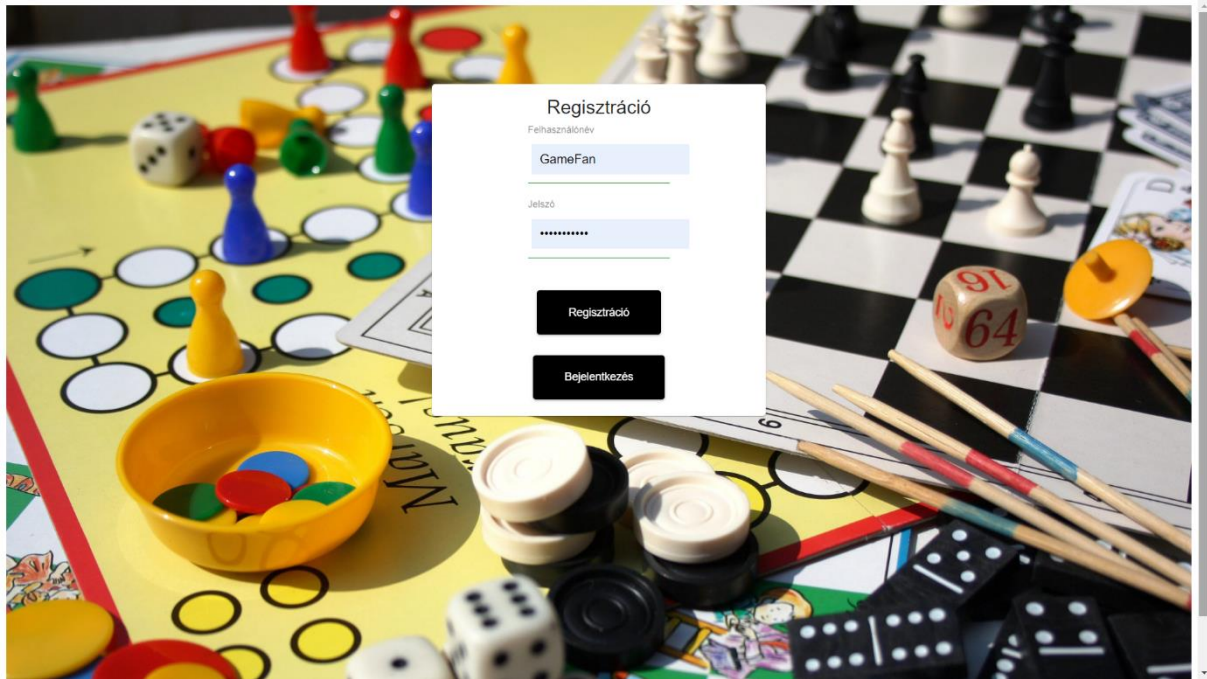 Regisztráció
Felhasználónév
GameFan
Jelszó
•••••••••••
Regisztráció
Bejelentkezés
16
64